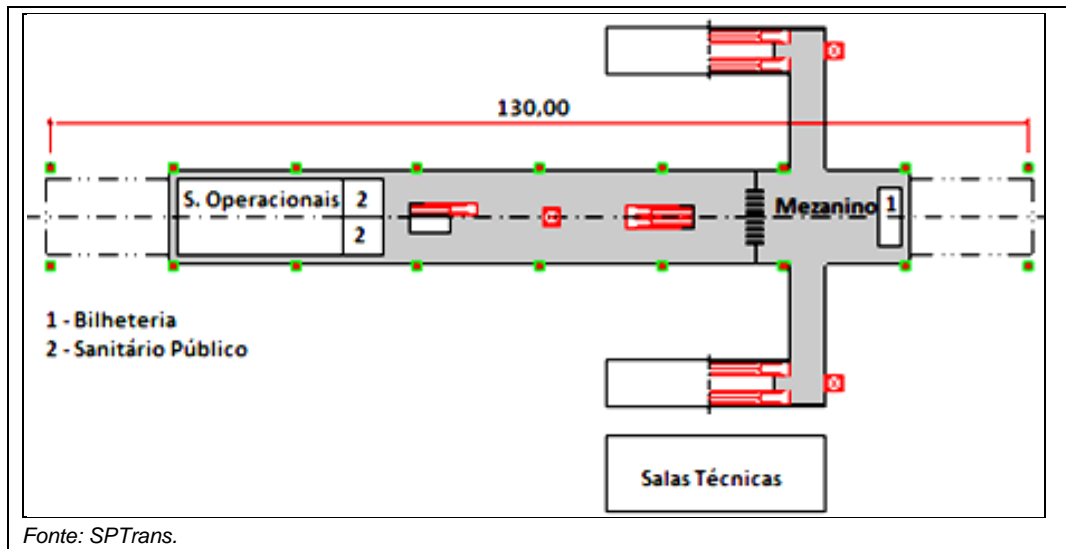 130,00
S. Operacionais 2
2
Mezanino 1
1 - Bilheteria
2 - Sanitário Público
Salas Técnicas
Fonte: SPTrans.